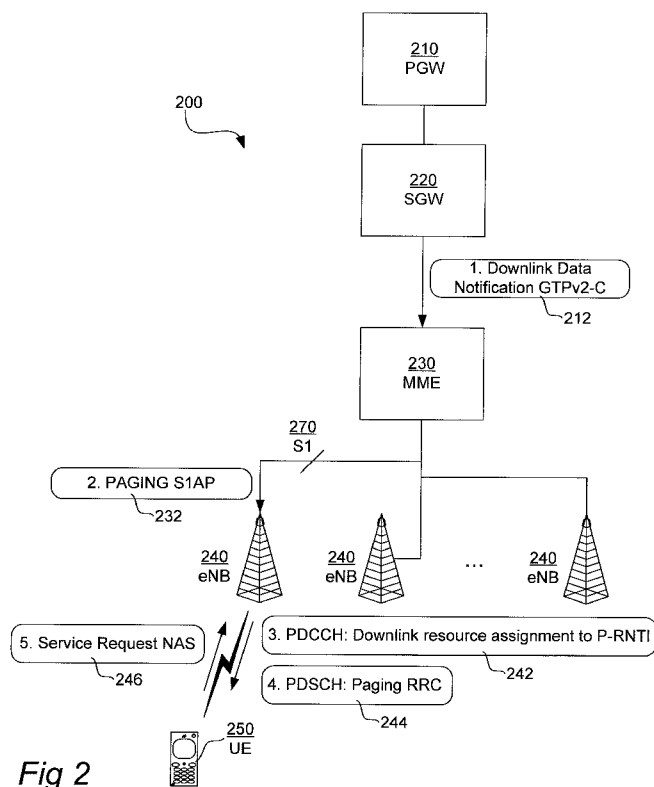 210
PGW
200
220
SGW
1. Downlink Data
Notification GTPv2-C
212
230
MME
270
S1
2. PAGING S1AP
232
240
eNB
240
eNB
...
240
eNB
5. Service Request NAS
246
3. PDCCH: Downlink resource assignment to P-RNTI
242
4. PDSCH: Paging RRC
244
250
UE
Fig 2